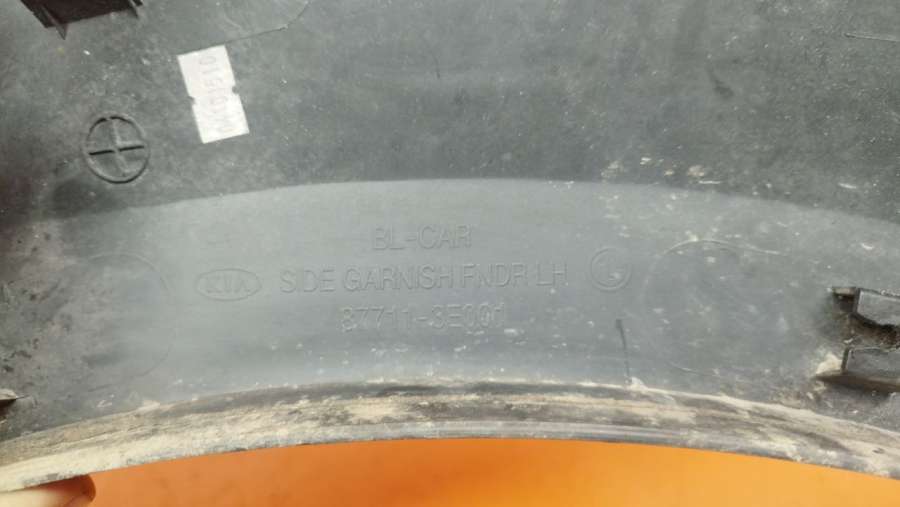 BL-CAR
KIA SIDE GARNISH FNDR LH L
87711-3E001